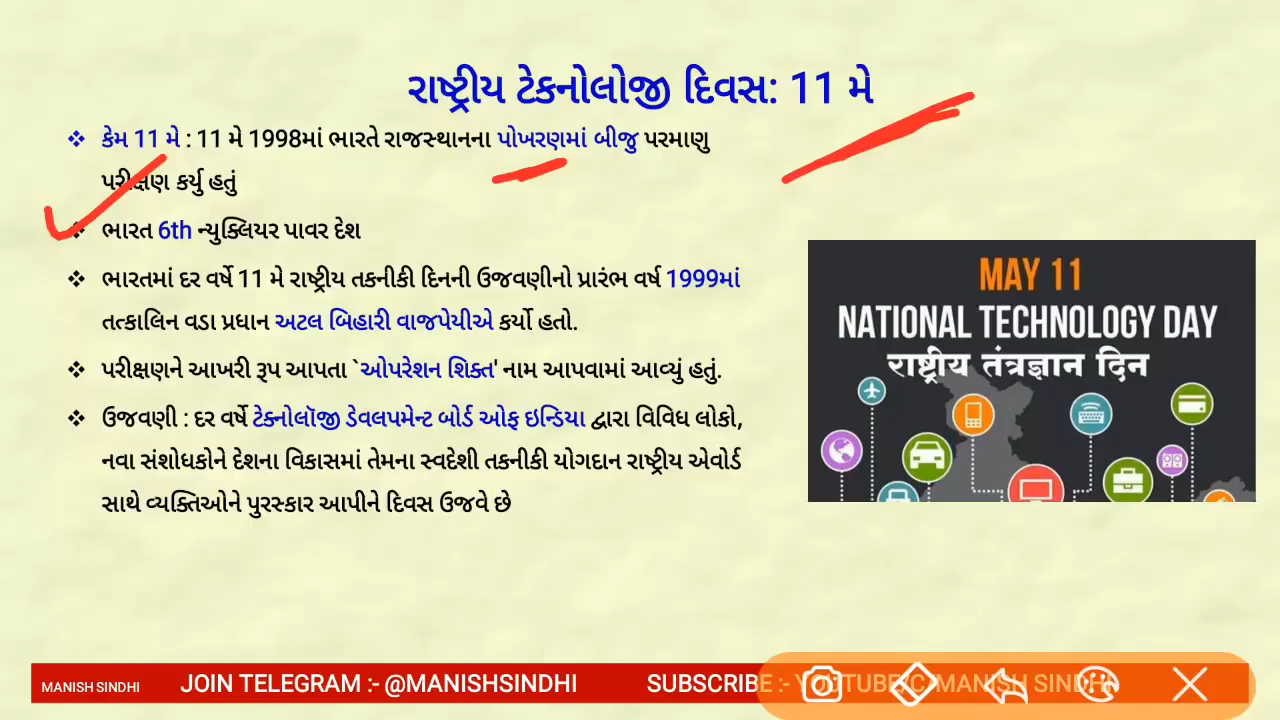 રાષ્ટ્રીય ટેકનોલોજી દિવસ: 11 મે
❖ કેમ 11 મે : 11 મે 1998માં ભારતે રાજસ્થાનના પોખરણમાં બીજુ પરમાણુ
પરીક્ષણ કર્યુ હતું
❖ ભારત 6th ન્યુક્લિયર પાવર દેશ
❖ ભારતમાં દર વર્ષે 11 મે રાષ્ટ્રીય તકનીકી દિનની ઉજવણીનો પ્રારંભ વર્ષ 1999માં
તત્કાલિન વડા પ્રધાન અટલ બિહારી વાજપેયીએ કર્યો હતો.
❖ પરીક્ષણને આખરી રૂપ આપતા `ઓપરેશન શિક્ત' નામ આપવામાં આવ્યું હતું.
❖ ઉજવણી : દર વર્ષે ટેક્નોલૉજી ડેવલપમેન્ટ બોર્ડ ઓફ ઇન્ડિયા દ્વારા વિવિધ લોકો,
નવા સંશોધકોને દેશના વિકાસમાં તેમના સ્વદેશી તકનીકી યોગદાન રાષ્ટ્રીય એવોર્ડ
સાથે વ્યક્તિઓને પુરસ્કાર આપીને દિવસ ઉજવે છે
MAY 11
NATIONAL TECHNOLOGY DAY
राष्ट्रीय तंत्रज्ञान दिन
MANISH SINDHI JOIN TELEGRAM :- @MANISHSINDHI SUBSCRIBE :- YOUTUBE/C/MANISH SINDHI